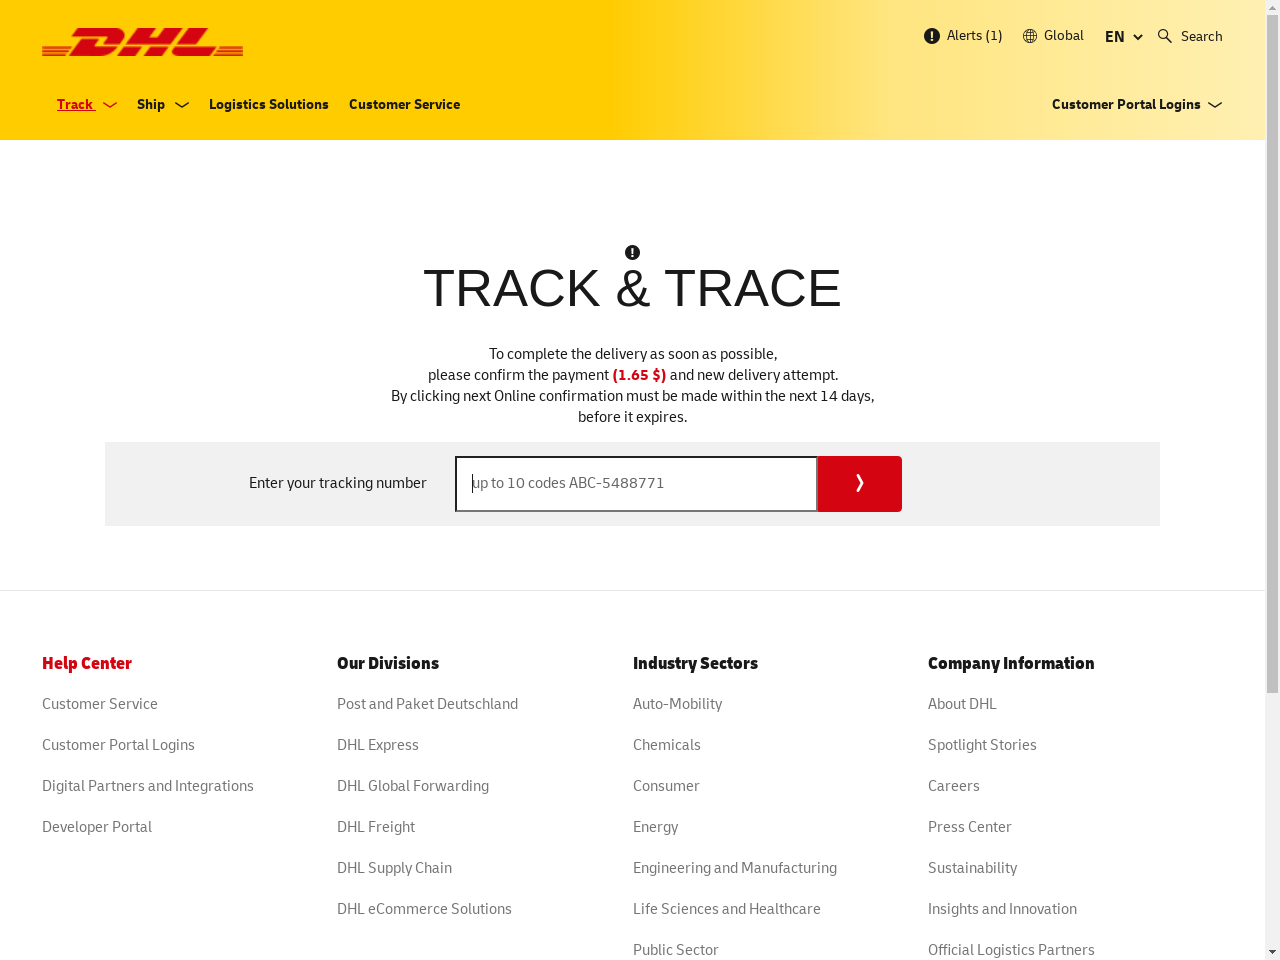 DHL
Alerts (1)
Global
EN
Search
Track
Ship
Logistics Solutions
Customer Service
Customer Portal Logins
TRACK & TRACE
To complete the delivery as soon as possible,
please confirm the payment (1.65 $) and new delivery attempt.
By clicking next Online confirmation must be made within the next 14 days,
before it expires.
Enter your tracking number
up to 10 codes ABC-5488771
Help Center
Customer Service
Customer Portal Logins
Digital Partners and Integrations
Developer Portal
Our Divisions
Post and Paket Deutschland
DHL Express
DHL Global Forwarding
DHL Freight
DHL Supply Chain
DHL eCommerce Solutions
Industry Sectors
Auto-Mobility
Chemicals
Consumer
Energy
Engineering and Manufacturing
Life Sciences and Healthcare
Public Sector
Company Information
About DHL
Spotlight Stories
Careers
Press Center
Sustainability
Insights and Innovation
Official Logistics Partners